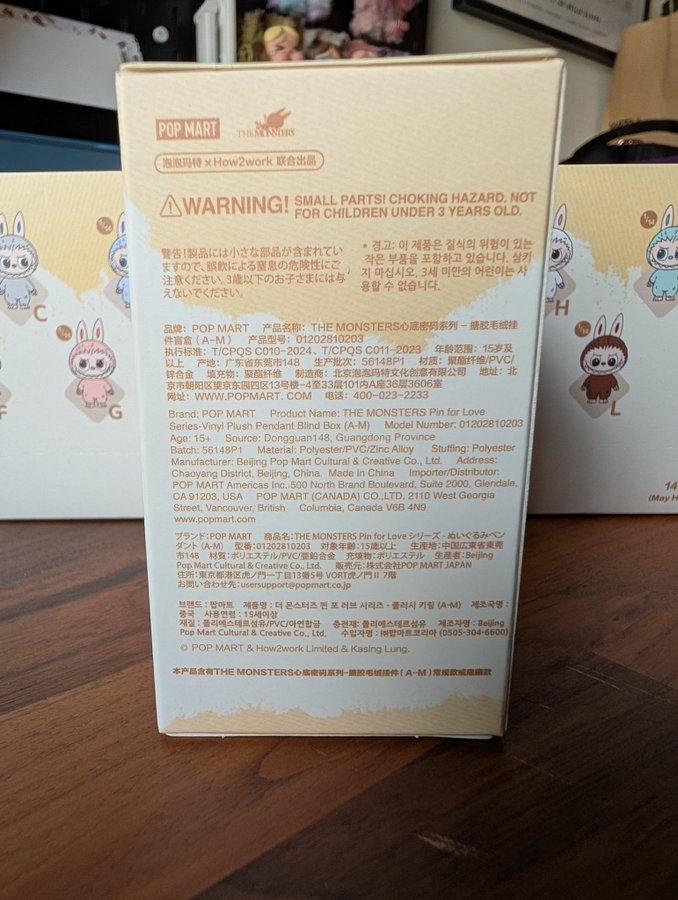 POP MART
THE MONSTERS
泡泡玛特 × How2work 联合出品
⚠WARNING! SMALL PARTS! CHOKING HAZARD. NOT
FOR CHILDREN UNDER 3 YEARS OLD.
警告!製品には小さな部品が含まれてい
ますので、誤飲による窒息の危険性にご
注意ください。3歳以下のお子さまには与
えないでください。
* 경고: 이 제품은 질식의 위험이 있는
작은 부품을 포함하고 있습니다. 삼키
지 마십시오. 3세 미만의 어린이는 사
용할 수 없습니다.
品牌: POP MART 产品名称: THE MONSTERS心底密码系列 - 搪胶毛绒挂
件盲盒 (A-M) 产品型号: 01202810203
执行标准: T/CPQS C010-2024、T/CPQS C011-2023 年龄范围: 15岁及
以上 产地: 广东省东莞148 生产批次: 56148P1 材质: 聚酯纤维/PVC/
锌合金 填充物: 聚酯纤维 制造商: 北京泡泡玛特文化创意有限公司 地址: 北
京市朝阳区望京东园四区13号楼-4至33层101内A座36层3606室
网址: WWW.POPMART.COM 电话: 400-023-2233
Brand: POP MART Product Name: THE MONSTERS Pin for Love
Series-Vinyl Plush Pendant Blind Box (A-M) Model Number: 01202810203
Age: 15+ Source: Dongguan148, Guangdong Province
Batch: 56148P1 Material: Polyester/PVC/Zinc Alloy Stuffing: Polyester
Manufacturer: Beijing Pop Mart Cultural & Creative Co., Ltd. Address:
Chaoyang District, Beijing, China. Made in China Importer/Distributor:
POP MART Americas Inc.-500 North Brand Boulevard, Suite 2000, Glendale,
CA 91203, USA POP MART (CANADA) CO.,LTD. 2110 West Georgia
Street, Vancouver, British Columbia, Canada V6B 4N9
www.popmart.com
ブランド: POP MART 商品名: THE MONSTERS Pin for Love シリーズ - ぬいぐるみペン
ダント (A-M) 型番: 01202810203 対象年齢: 15歳以上 生産地: 中国広東省東莞
市148 材質: ポリエステル/PVC/亜鉛合金 充填物: ポリエステル 生産者: Beijing
Pop Mart Cultural & Creative Co., Ltd. 販売元: 株式会社POP MART JAPAN
住所: 東京都港区虎ノ門一丁目13番5号 VORT虎ノ門II 7階
お問い合わせ先: usersupport@popmart.co.jp
브랜드 : 팝마트 제품명 : 더 몬스터즈 핀 포 러브 시리즈 - 플러시 키링 (A-M) 제조국명 :
중국 사용연령 : 15세이상
재질 : 폴리에스테르섬유/PVC/아연합금 충전재: 폴리에스테르섬유 제조자명 : Beijing
Pop Mart Cultural & Creative Co., Ltd. 수입자명 : ㈜팝마트코리아 (0505-304-6600)
© POP MART & How2work Limited & Kasing Lung.
本产品含有THE MONSTERS心底密码系列-搪胶毛绒挂件 (A-M) 常规款或隐藏款
C
1/14
G
1/14
F
H
1/14
L
1/14
14
(May H